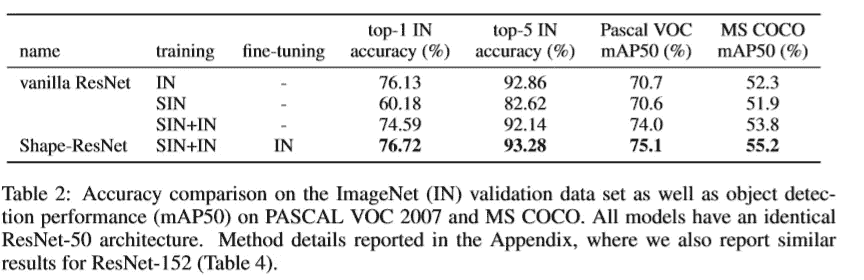 top-1 IN top-5 IN Pascal VOC MS COCO
name training fine-tuning accuracy (%) accuracy (%) mAP50 (%) mAP50 (%)
vanilla ResNet IN - 76.13 92.86 70.7 52.3
SIN - 60.18 82.62 70.6 51.9
SIN+IN - 74.59 92.14 74.0 53.8
Shape-ResNet SIN+IN IN 76.72 93.28 75.1 55.2
Table 2: Accuracy comparison on the ImageNet (IN) validation data set as well as object detec-
tion performance (mAP50) on PASCAL VOC 2007 and MS COCO. All models have an identical
ResNet-50 architecture. Method details reported in the Appendix, where we also report similar
results for ResNet-152 (Table 4).